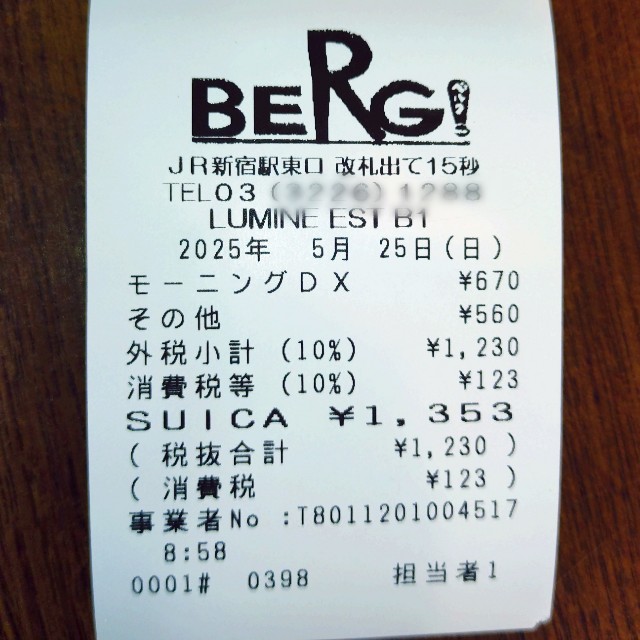 BERG!
JR新宿駅東口 改札出て15秒
TEL03
LUMINE EST B1
2025年 5月 25日(日)
モーニングDX ¥670
その他 ¥560
外税小計 (10%) ¥1,230
消費税等 (10%) ¥123
SUICA ¥1,353
( 税抜合計 ¥1,230 )
( 消費税 ¥123 )
事業者No :T8011201004517
8:58
0001# 0398 担当者1